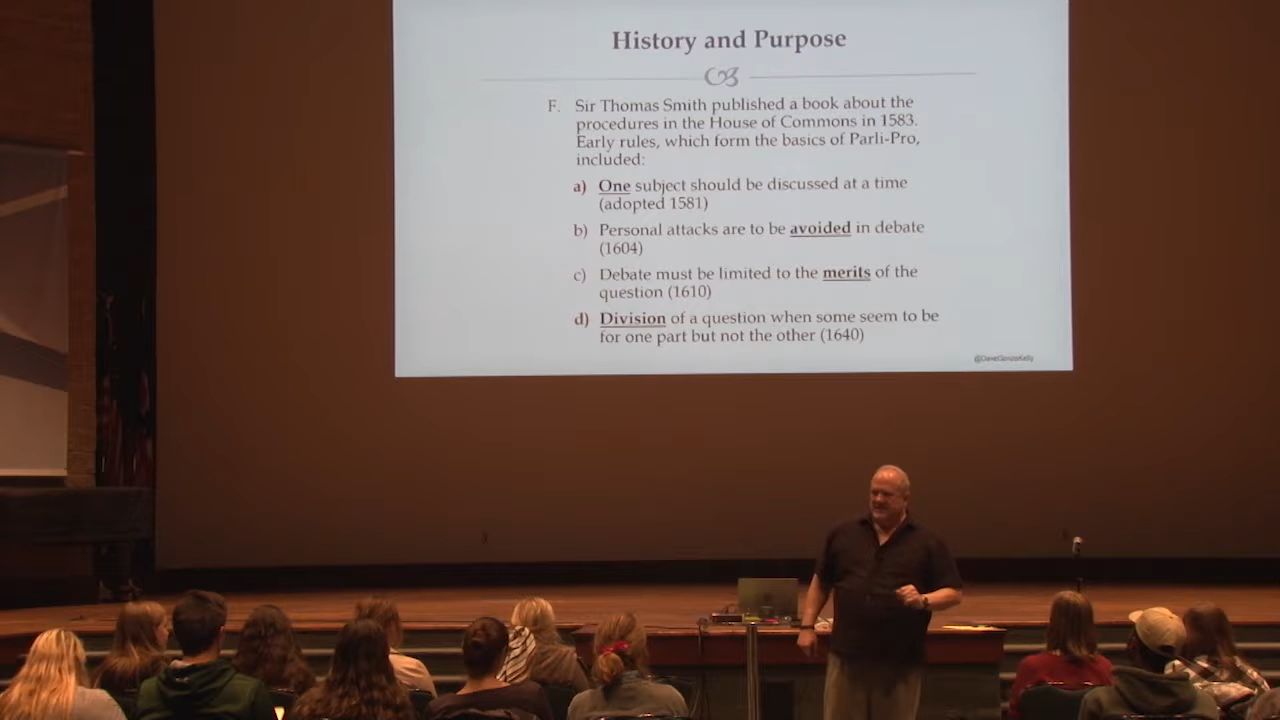 History and Purpose
F. Sir Thomas Smith published a book about the
procedures in the House of Commons in 1583.
Early rules, which form the basics of Parli-Pro,
included:
a) One subject should be discussed at a time
(adopted 1581)
b) Personal attacks are to be avoided in debate
(1604)
c) Debate must be limited to the merits of the
question (1610)
d) Division of a question when some seem to be
for one part but not the other (1640)
@DaveGonzoKelly